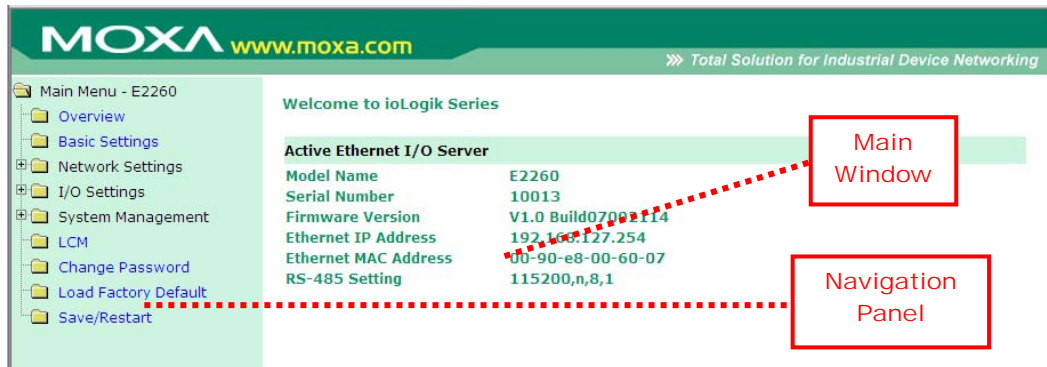 MOXA www.moxa.com
Total Solution for Industrial Device Networking
Main Menu - E2260
Overview
Basic Settings
Network Settings
I/O Settings
System Management
LCM
Change Password
Load Factory Default
Save/Restart
Welcome to ioLogik Series
Active Ethernet I/O Server
Model Name E2260
Serial Number 10013
Firmware Version V1.0 Build07002114
Ethernet IP Address 192.168.127.254
Ethernet MAC Address 00-90-e8-00-60-07
RS-485 Setting 115200,n,8,1
Main
Window
Navigation
Panel